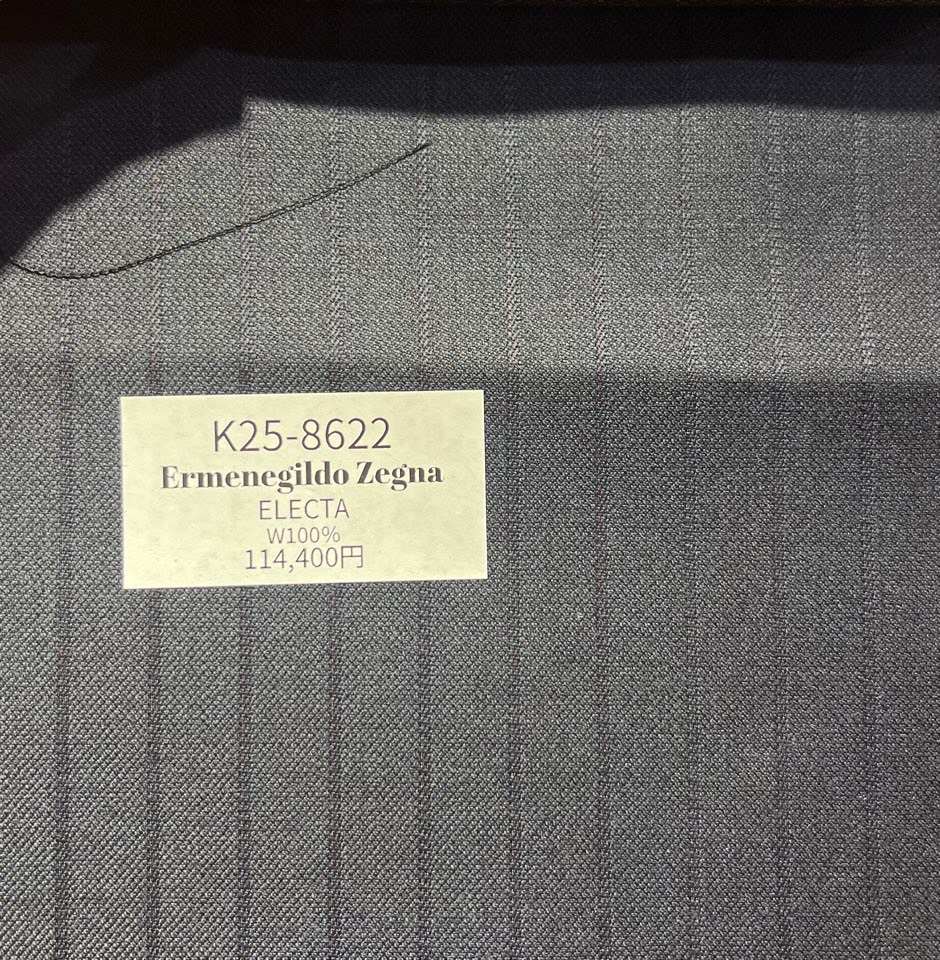 K25-8622
Ermenegildo Zegna
ELECTA
W100%
114,400円